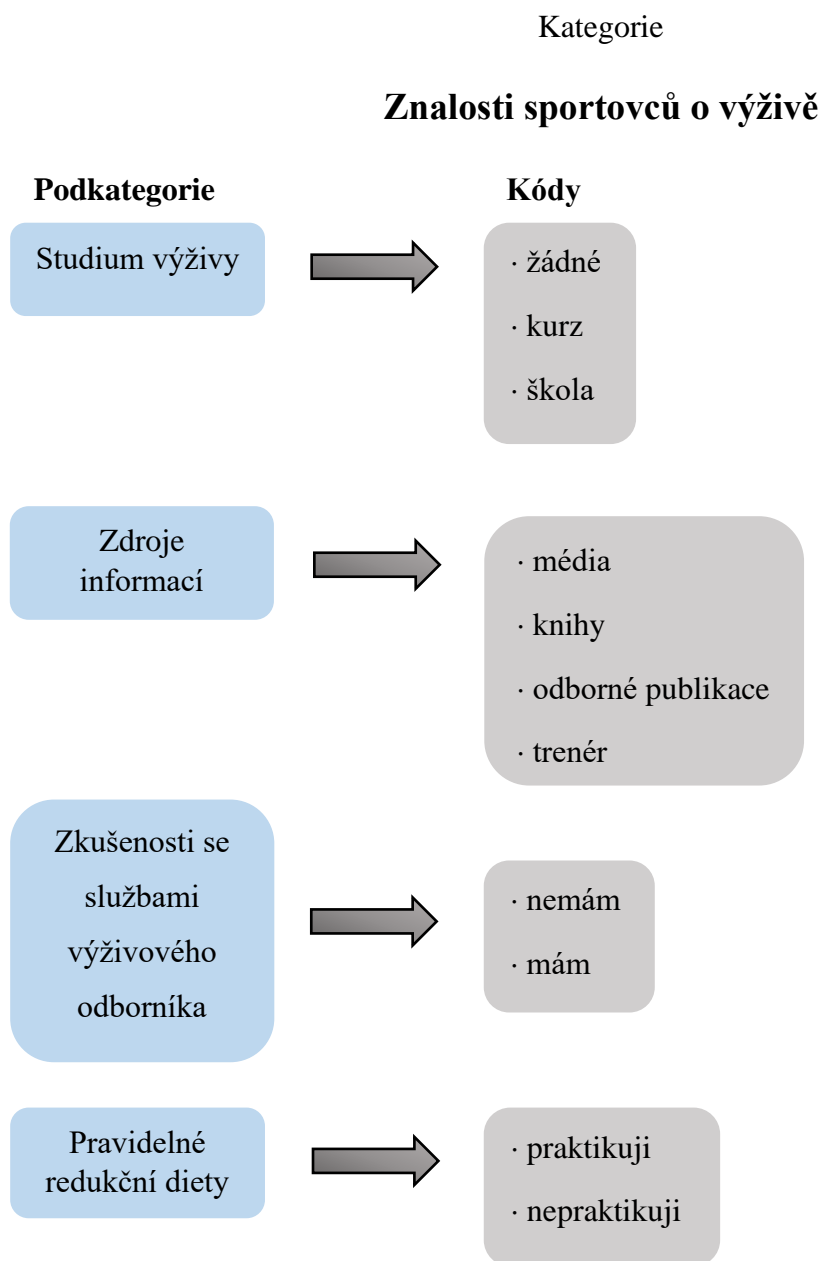 Kategorie
Znalosti sportovců o výživě
Podkategorie
Kódy
Studium výživy
· žádné
· kurz
· škola
Zdroje
informací
· média
· knihy
· odborné publikace
· trenér
Zkušenosti se
službami
výživového
odborníka
· nemám
· mám
Pravidelné
redukční diety
· praktikuji
· nepraktikuji